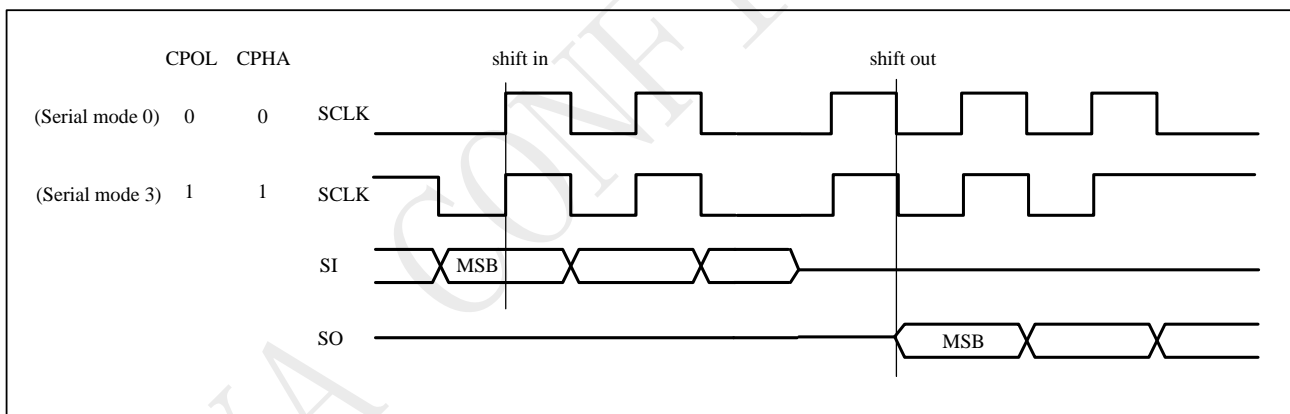 CPOL CPHA shift in shift out
(Serial mode 0) 0 0 SCLK
(Serial mode 3) 1 1 SCLK
SI MSB
SO MSB